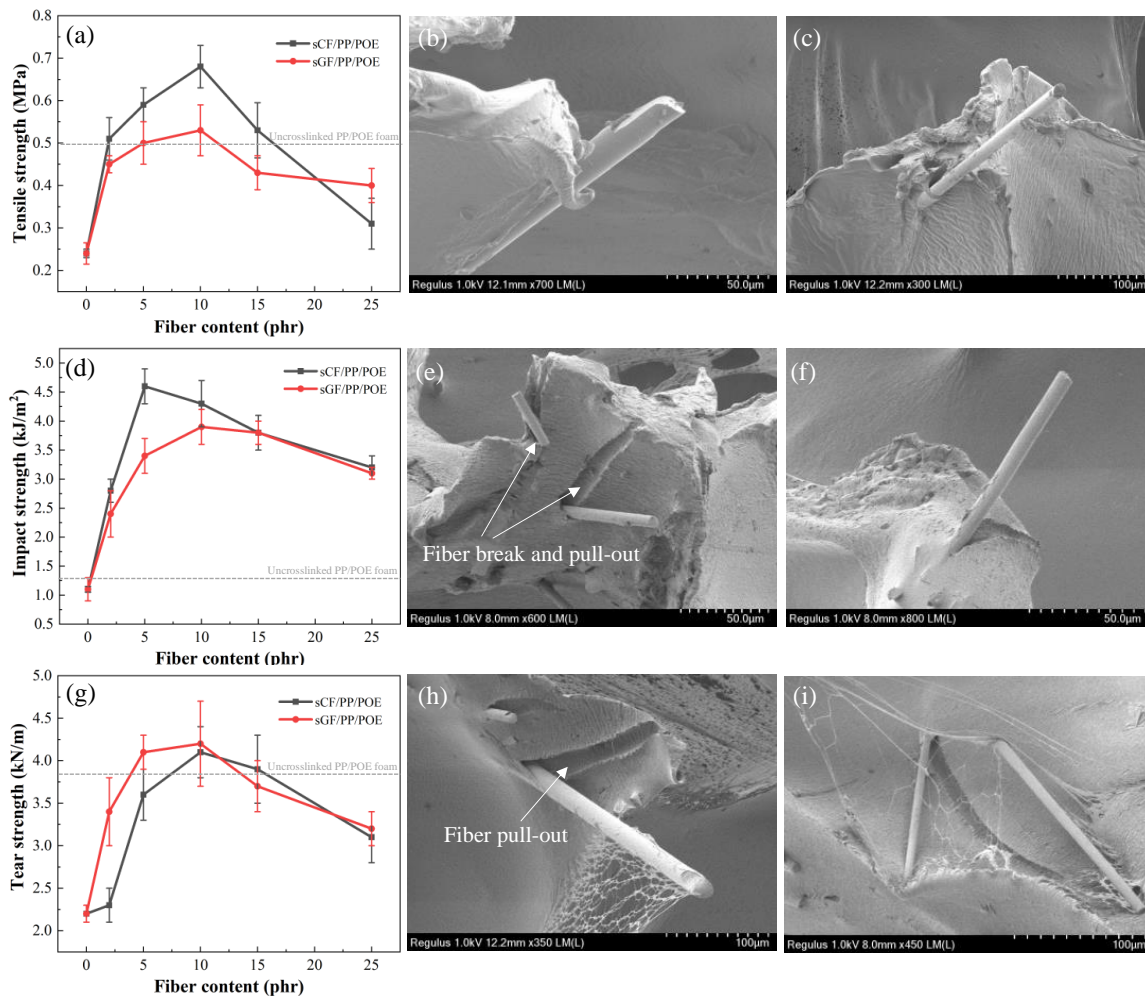 (a)
sCF/PP/POE
sGF/PP/POE
Uncrosslinked PP/POE foam
Tensile strength (MPa)
0.8
0.7
0.6
0.5
0.4
0.3
0.2
0 5 10 15 20 25
Fiber content (phr)
(b)
Regulus 1.0kV 12.1mm x700 LM(L) 50.0µm
(c)
Regulus 1.0kV 12.2mm x300 LM(L) 100µm
(d)
sCF/PP/POE
sGF/PP/POE
Uncrosslinked PP/POE foam
Impact strength (kJ/m²)
5.0
4.5
4.0
3.5
3.0
2.5
2.0
1.5
1.0
0.5
0 5 10 15 20 25
Fiber content (phr)
(e)
Fiber break and pull-out
Regulus 1.0kV 8.0mm x600 LM(L) 50.0µm
(f)
Regulus 1.0kV 8.0mm x800 LM(L) 50.0µm
(g)
sCF/PP/POE
sGF/PP/POE
Uncrosslinked PP/POE foam
Tear strength (kN/m)
5.0
4.5
4.0
3.5
3.0
2.5
2.0
0 5 10 15 20 25
Fiber content (phr)
(h)
Fiber pull-out
Regulus 1.0kV 12.2mm x350 LM(L) 100µm
(i)
Regulus 1.0kV 8.0mm x450 LM(L) 100µm